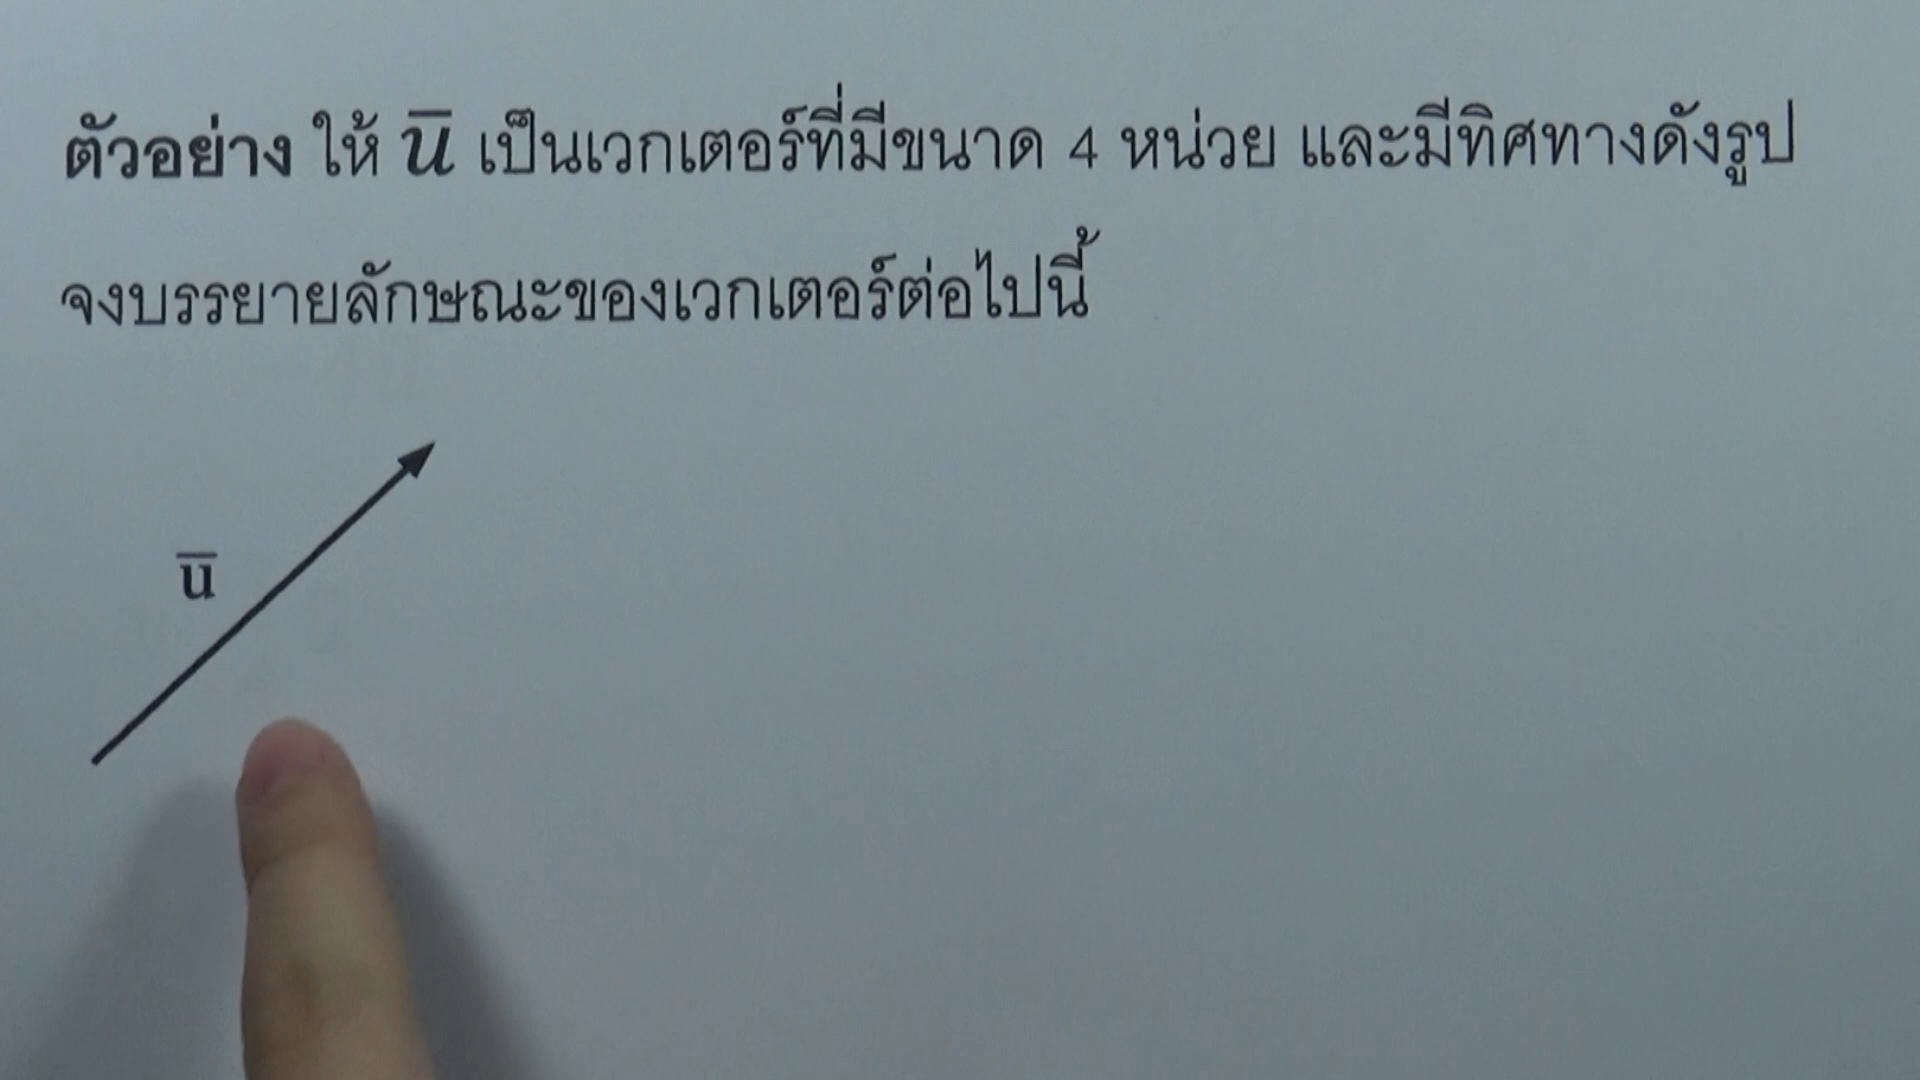 ตัวอย่าง ให้ u̅ เป็นเวกเตอร์ที่มีขนาด 4 หน่วย และมีทิศทางดังรูป
จงบรรยายลักษณะของเวกเตอร์ต่อไปนี้
u̅